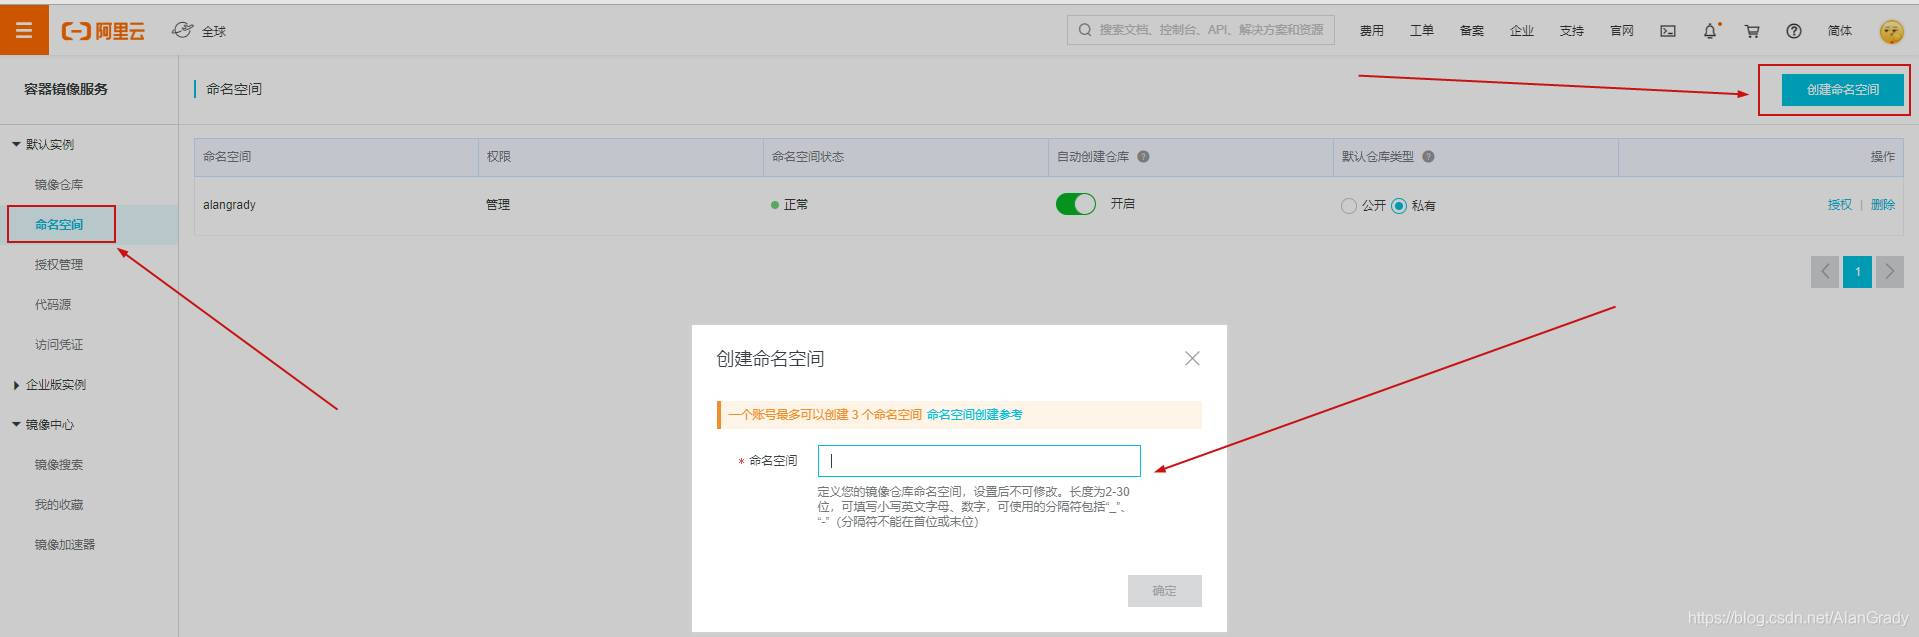 阿里云
全球
搜索文档、控制台、API、解决方案和资源
费用
工单
备案
企业
支持
官网
简体
容器镜像服务
命名空间
创建命名空间
默认实例
镜像仓库
命名空间
授权管理
代码源
访问凭证
企业版实例
镜像中心
镜像搜索
我的收藏
镜像加速器
命名空间 权限 命名空间状态 自动创建仓库 默认仓库类型 操作
alangrady 管理 正常 开启 公开 私有 授权 | 删除
1
创建命名空间
一个账号最多可以创建 3 个命名空间 命名空间创建参考
* 命名空间
定义您的镜像仓库命名空间，设置后不可修改。长度为2-30
位，可填写小写英文字母、数字，可使用的分隔符包括“_”、
“-”（分隔符不能在首位或末位）
确定
https://blog.csdn.net/AlanGrady